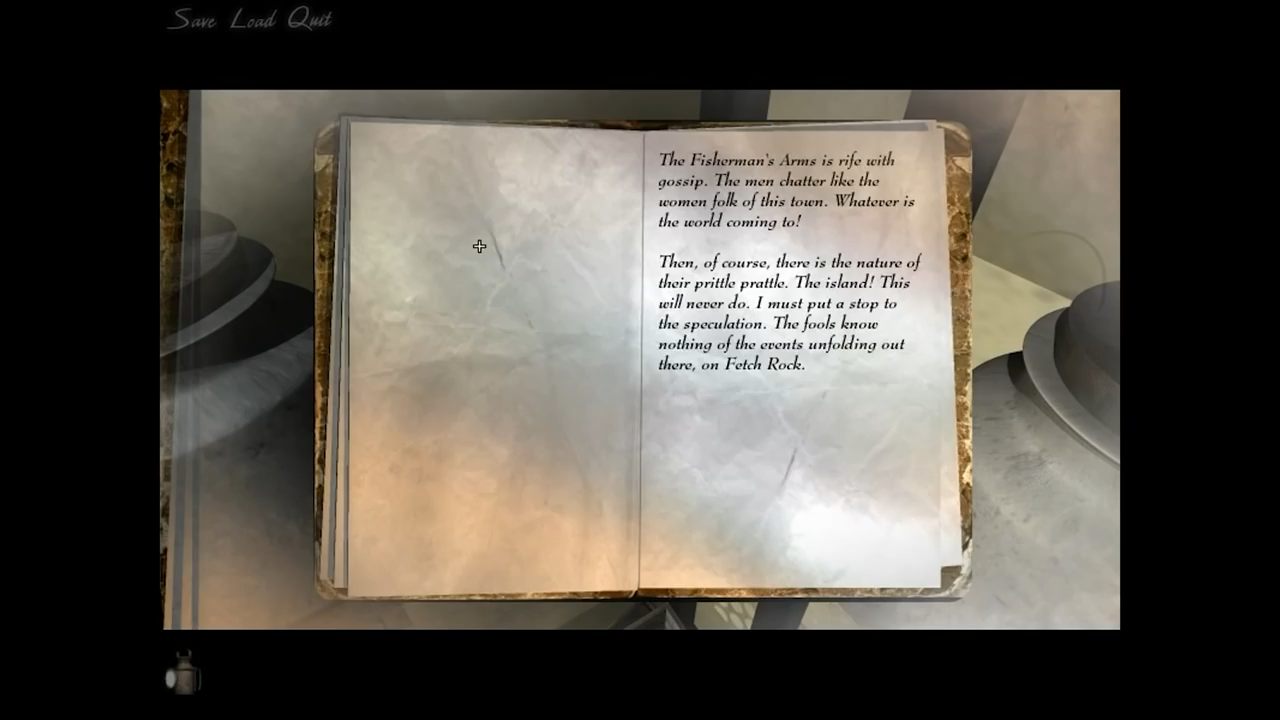 Save Load Quit
The Fisherman's Arms is rife with
gossip. The men chatter like the
women folk of this town. Whatever is
the world coming to!
Then, of course, there is the nature of
their prittle prattle. The island! This
will never do. I must put a stop to
the speculation. The fools know
nothing of the events unfolding out
there, on Fetch Rock.